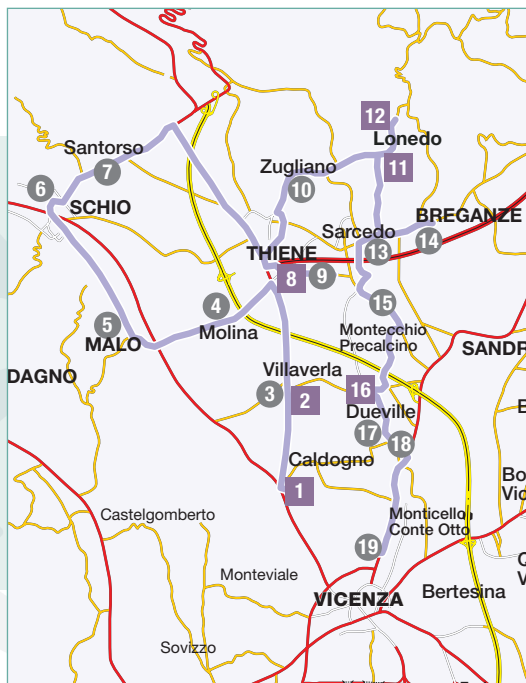 12
Lonedo
11
Santorso
7
Zugliano
10
6
SCHIO
BREGANZE
Sarcedo
13
14
THIENE
8
9
4
Molina
15
5
MALO
Montecchio
Precalcino
SANDR
DAGNO
Villaverla
3
2
16
Dueville
17
18
Caldogno
1
Castelgomberto
Monticello
Conte Otto
19
Monteviale
VICENZA
Bertesina
Sovizzo